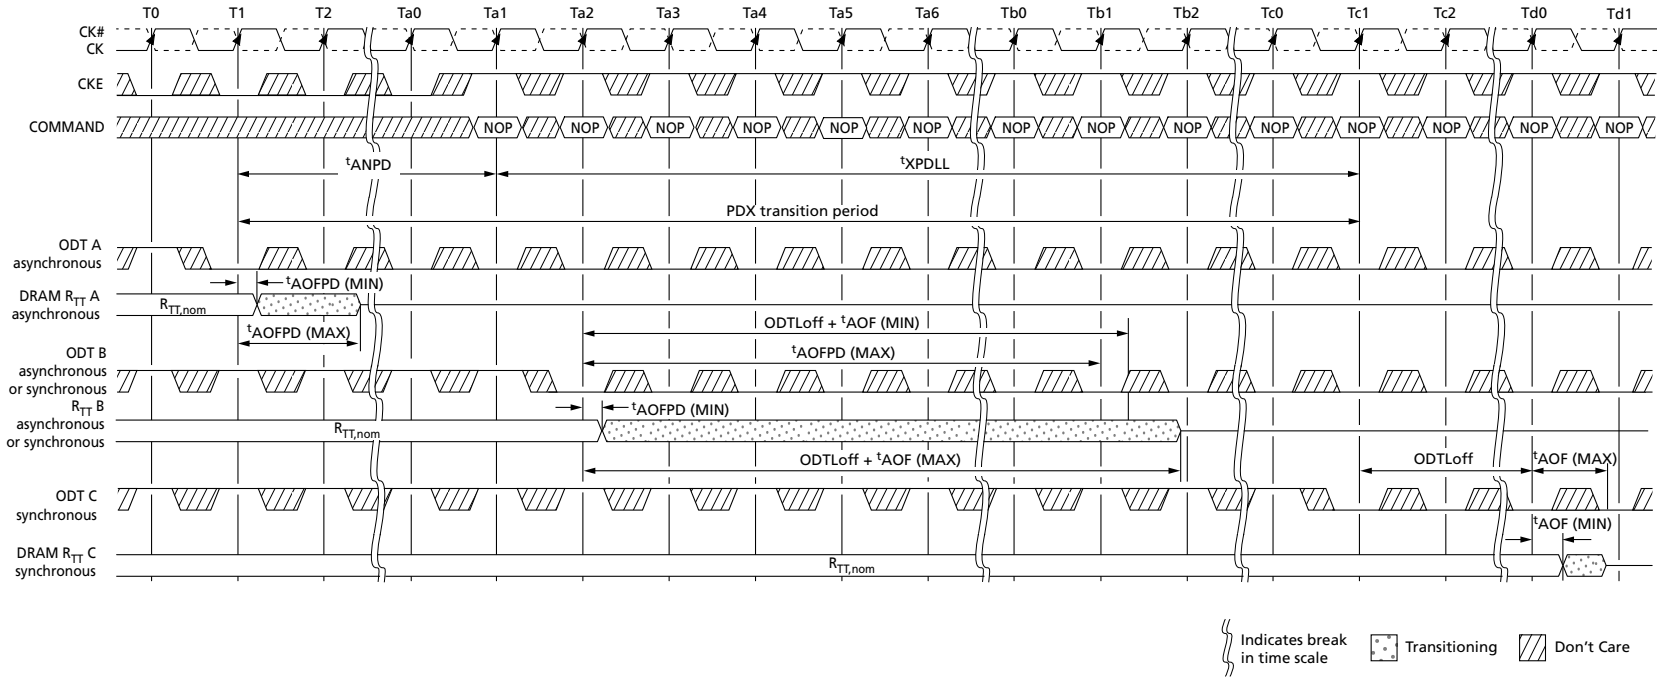 T0 T1 T2 Ta0 Ta1 Ta2 Ta3 Ta4 Ta5 Ta6 Tb0 Tb1 Tb2 Tc0 Tc1 Tc2 Td0 Td1
CK#
CK
CKE
COMMAND
NOP NOP NOP NOP NOP NOP NOP NOP NOP NOP NOP NOP NOP NOP
tANPD
tXPDLL
PDX transition period
ODT A
asynchronous
tAOFPD (MIN)
DRAM RTT A
asynchronous
RTT,nom
tAOFPD (MAX)
ODTLoff + tAOF (MIN)
tAOFPD (MAX)
ODT B
asynchronous
or synchronous
tAOFPD (MIN)
RTT B
asynchronous
or synchronous
RTT,nom
ODTLoff + tAOF (MAX)
ODTLoff
tAOF (MAX)
ODT C
synchronous
tAOF (MIN)
DRAM RTT C
synchronous
RTT,nom
Indicates break
in time scale
Transitioning
Don't Care